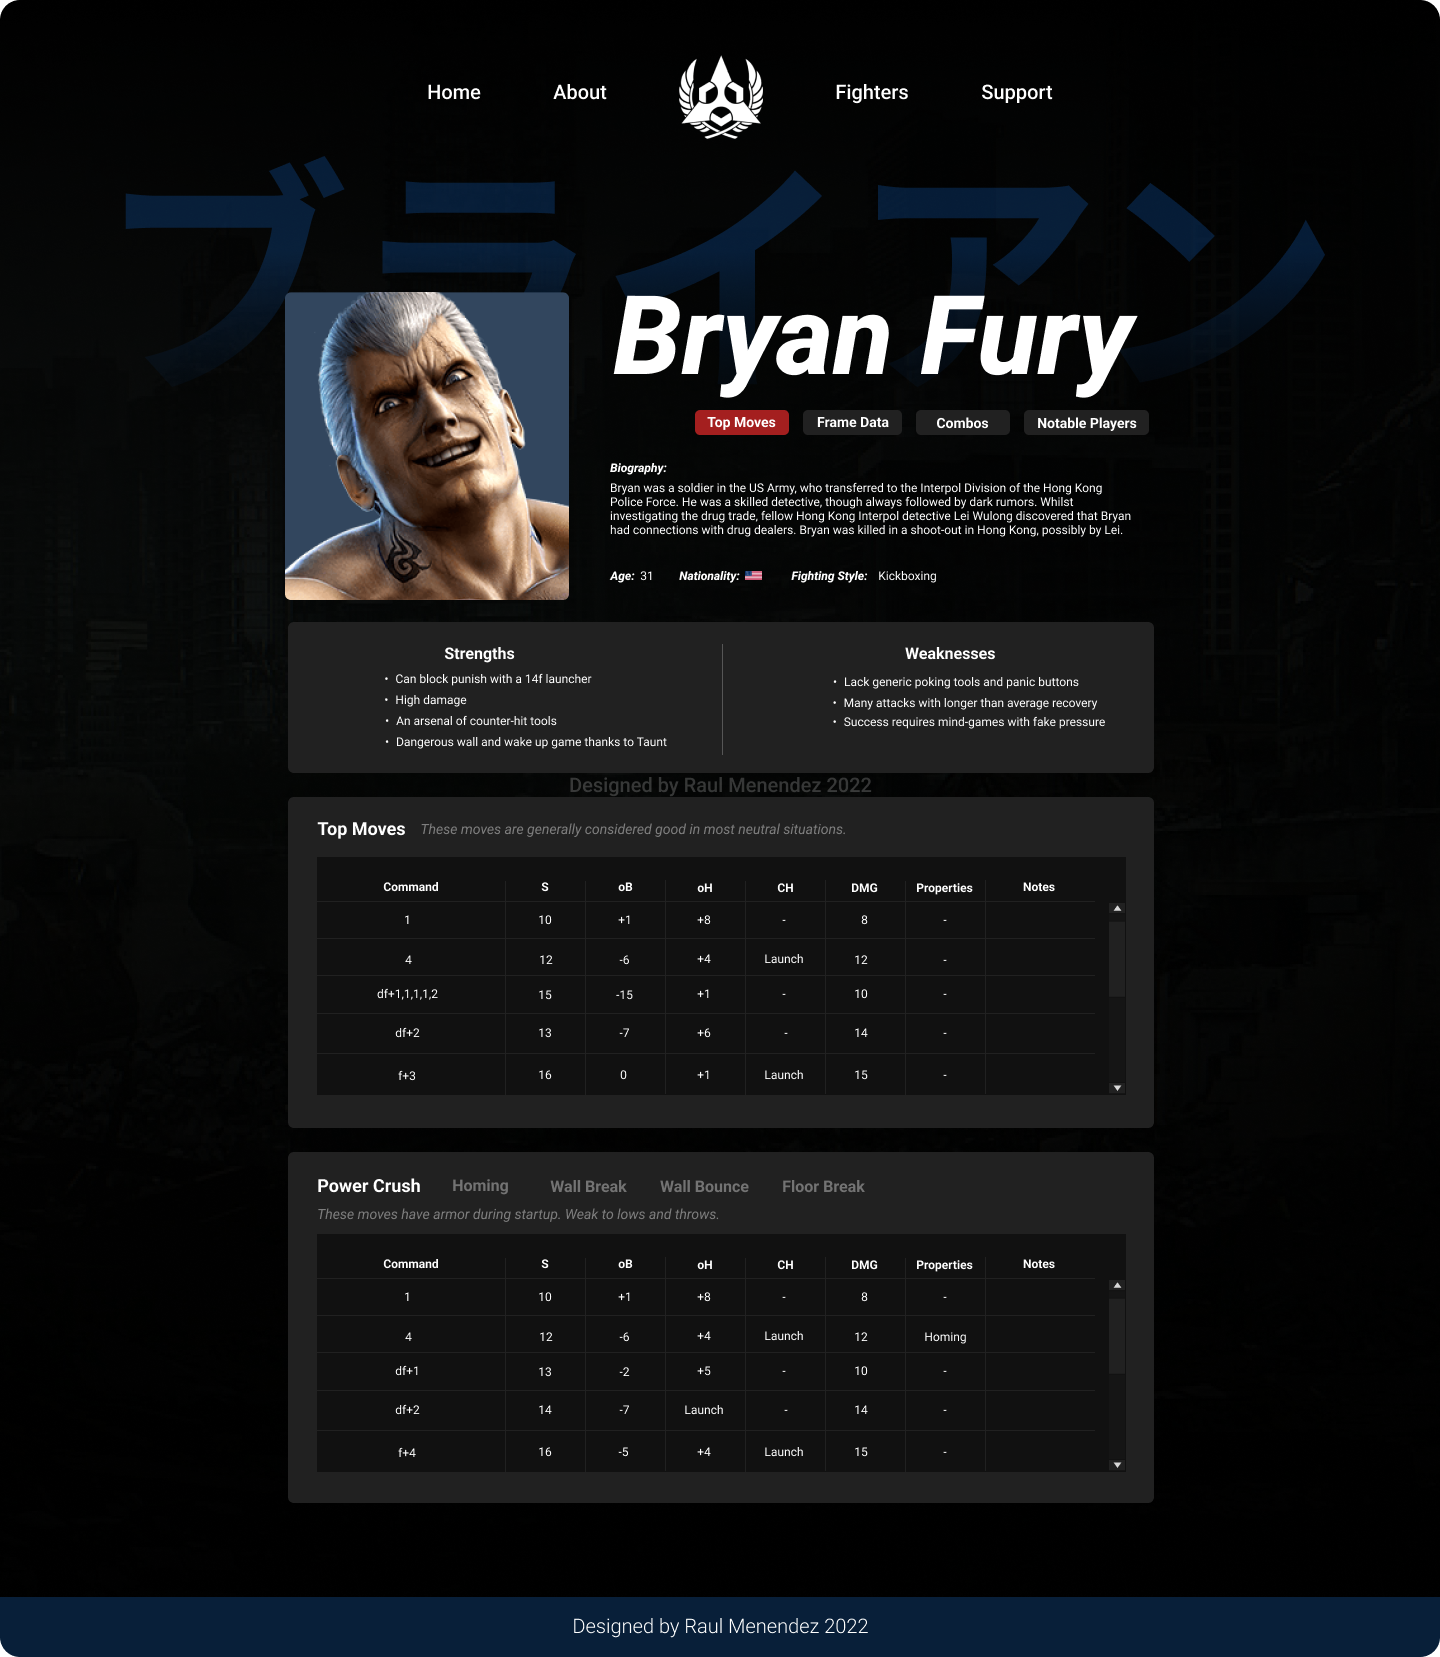 Home About Fighters Support
ブライアン
Bryan Fury
Top Moves Frame Data Combos Notable Players
Biography:
Bryan was a soldier in the US Army, who transferred to the Interpol Division of the Hong Kong
Police Force. He was a skilled detective, though always followed by dark rumors. Whilst
investigating the drug trade, fellow Hong Kong Interpol detective Lei Wulong discovered that Bryan
had connections with drug dealers. Bryan was killed in a shoot-out in Hong Kong, possibly by Lei.
Age: 31 Nationality: Fighting Style: Kickboxing
Strengths
• Can block punish with a 14f launcher
• High damage
• An arsenal of counter-hit tools
• Dangerous wall and wake up game thanks to Taunt
Weaknesses
• Lack generic poking tools and panic buttons
• Many attacks with longer than average recovery
• Success requires mind-games with fake pressure
Designed by Raul Menendez 2022
Top Moves These moves are generally considered good in most neutral situations.
Command S oB oH CH DMG Properties Notes
1 10 +1 +8 - 8 -
4 12 -6 +4 Launch 12 -
df+1,1,1,1,2 15 -15 +1 - 10 -
df+2 13 -7 +6 - 14 -
f+3 16 0 +1 Launch 15 -
Power Crush Homing Wall Break Wall Bounce Floor Break
These moves have armor during startup. Weak to lows and throws.
Command S oB oH CH DMG Properties Notes
1 10 +1 +8 - 8 -
4 12 -6 +4 Launch 12 Homing
df+1 13 -2 +5 - 10 -
df+2 14 -7 Launch - 14 -
f+4 16 -5 +4 Launch 15 -
Designed by Raul Menendez 2022